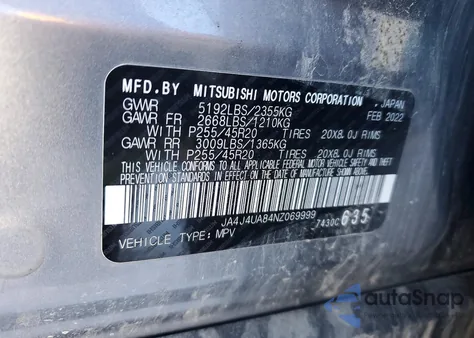 MFD.BY MITSUBISHI MOTORS CORPORATION. JAPAN
GVWR 5192LBS/2355KG FEB 2022
GAWR FR 2668LBS/1210KG
WITH P255/45R20 TIRES 20X8.0J RIMS
GAWR RR 3009LBS/1365KG
WITH P255/45R20 TIRES 20X8.0J RIMS
THIS VEHICLE CONFORMS TO ALL APPLICABLE FEDERAL MOTOR VEHICLE SAFETY, BUMPER, AND THEFT
PREVENTION STANDARDS IN EFFECT ON THE DATE OF MANUFACTURE SHOWN ABOVE.
JA4J4UA84NZ069999
7430C 635
VEHICLE TYPE: MPV
autoSnap